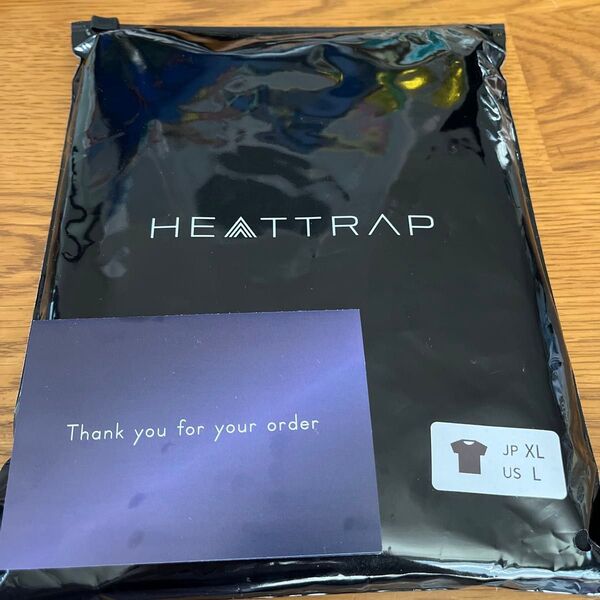 HEATTRAP
Thank you for your order
JP XL
US L